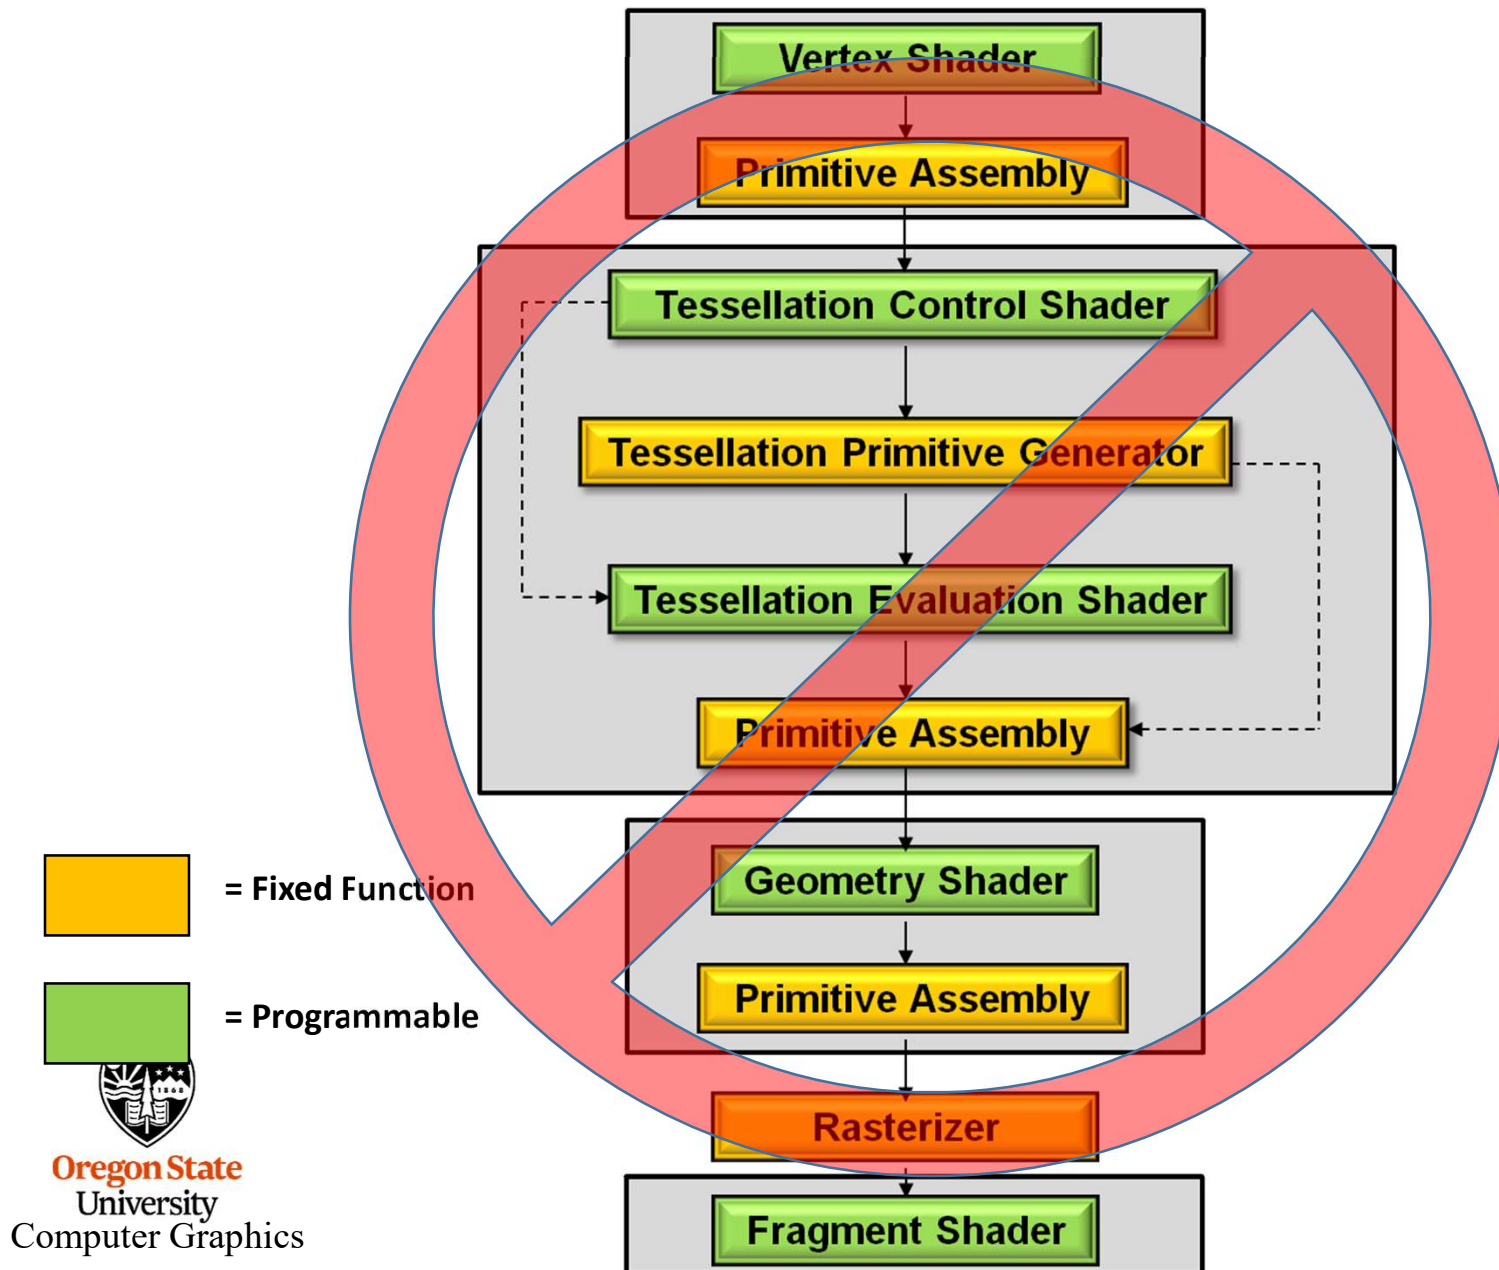 Vertex Shader
Primitive Assembly
Tessellation Control Shader
Tessellation Primitive Generator
Tessellation Evaluation Shader
Primitive Assembly
Geometry Shader
= Fixed Function
Primitive Assembly
= Programmable
1868
Rasterizer
Oregon State
University
Computer Graphics
Fragment Shader